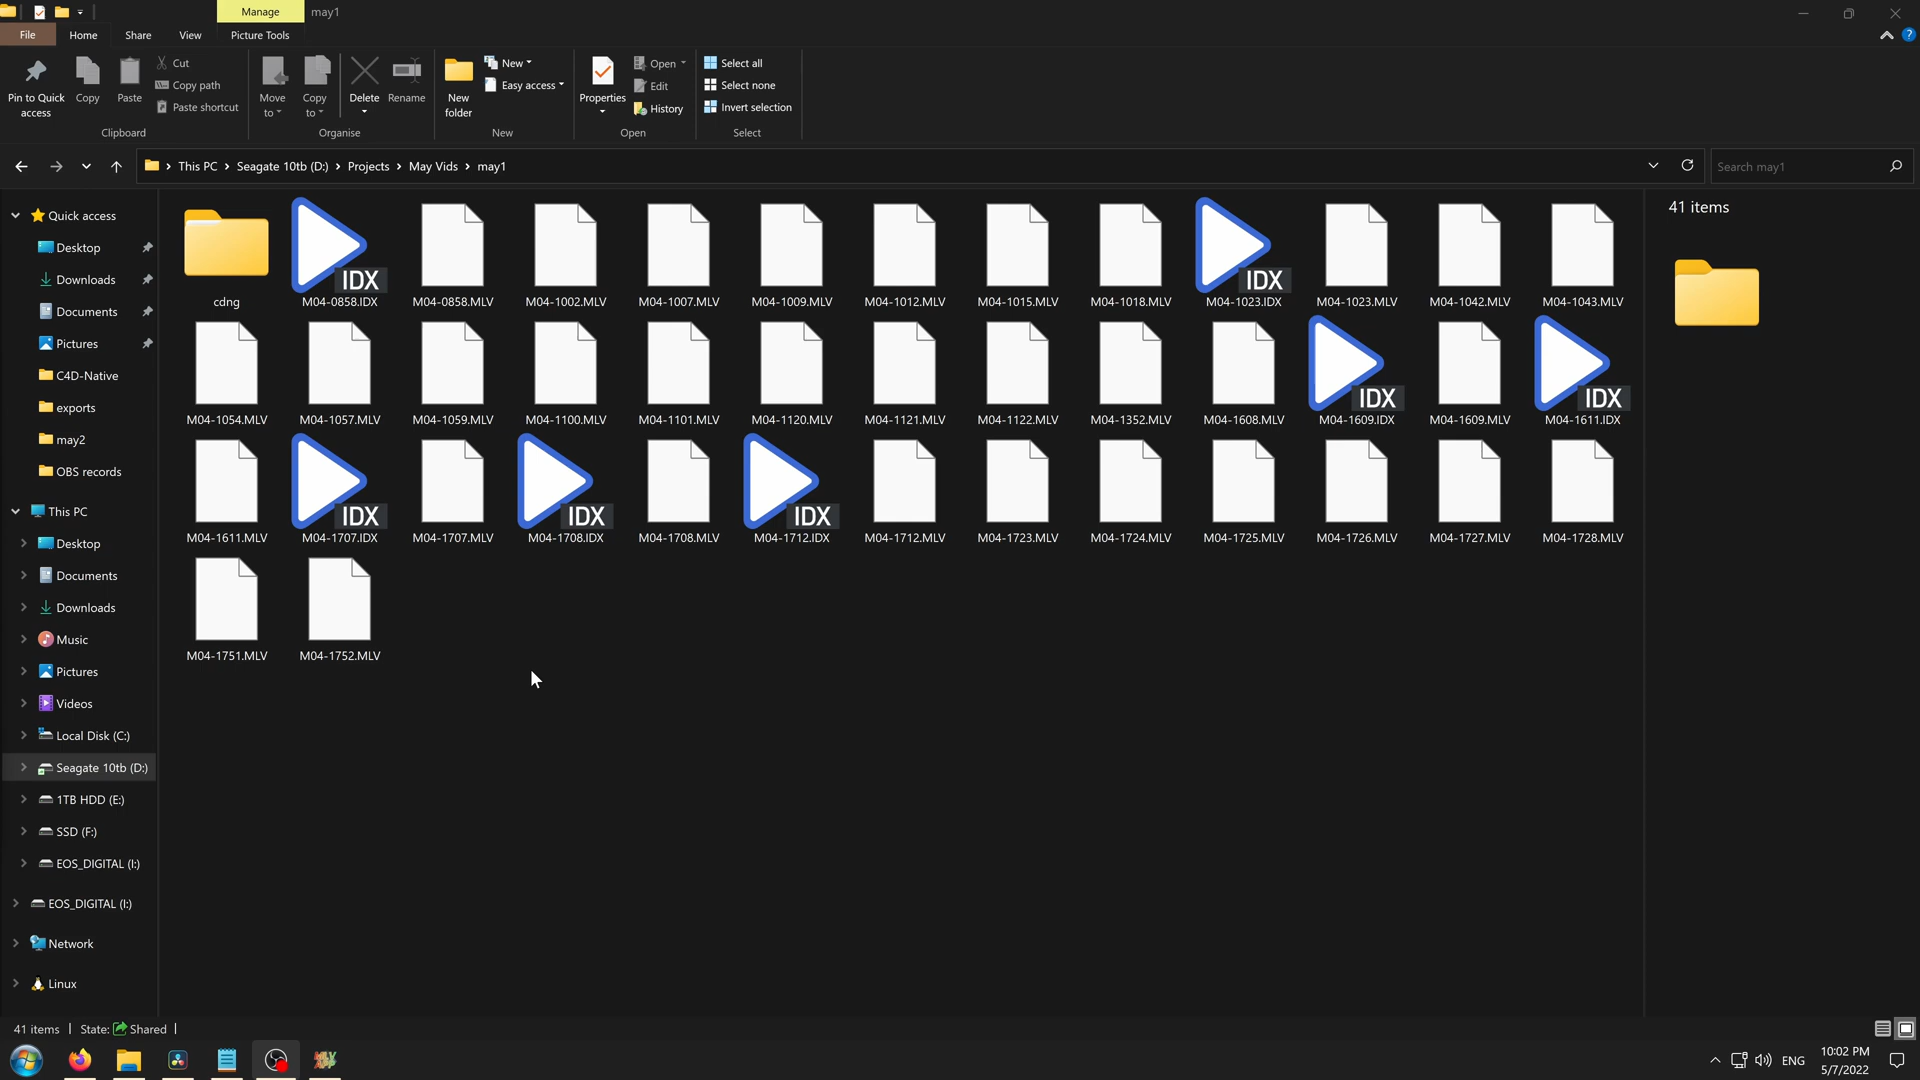 Manage
may1
File
Home
Share
View
Picture Tools
Pin to Quick
access
Copy
Paste
Cut
Copy path
Paste shortcut
Clipboard
Move
to
Copy
to
Delete
Rename
Organise
New
folder
New
Easy access
New
Properties
Open
Edit
History
Open
Select all
Select none
Invert selection
Select
This PC
Seagate 10tb (D:)
Projects
May Vids
may1
Search may1
Quick access
Desktop
Downloads
Documents
Pictures
C4D-Native
exports
may2
OBS records
This PC
Desktop
Documents
Downloads
Music
Pictures
Videos
Local Disk (C:)
Seagate 10tb (D:)
1TB HDD (E:)
SSD (F:)
EOS_DIGITAL (I:)
EOS_DIGITAL (I:)
Network
Linux
IDX
IDX
cdng
M04-0858.IDX
M04-0858.MLV
M04-1002.MLV
M04-1007.MLV
M04-1009.MLV
M04-1012.MLV
M04-1015.MLV
M04-1018.MLV
M04-1023.IDX
M04-1023.MLV
M04-1042.MLV
M04-1043.MLV
IDX
IDX
M04-1054.MLV
M04-1057.MLV
M04-1059.MLV
M04-1100.MLV
M04-1101.MLV
M04-1120.MLV
M04-1121.MLV
M04-1122.MLV
M04-1352.MLV
M04-1608.MLV
M04-1609.IDX
M04-1609.MLV
M04-1611.IDX
IDX
IDX
IDX
M04-1611.MLV
M04-1707.IDX
M04-1707.MLV
M04-1708.IDX
M04-1708.MLV
M04-1712.IDX
M04-1712.MLV
M04-1723.MLV
M04-1724.MLV
M04-1725.MLV
M04-1726.MLV
M04-1727.MLV
M04-1728.MLV
M04-1751.MLV
M04-1752.MLV
41 items
41 items
State:
Shared
MLV
ENG
10:02 PM
5/7/2022